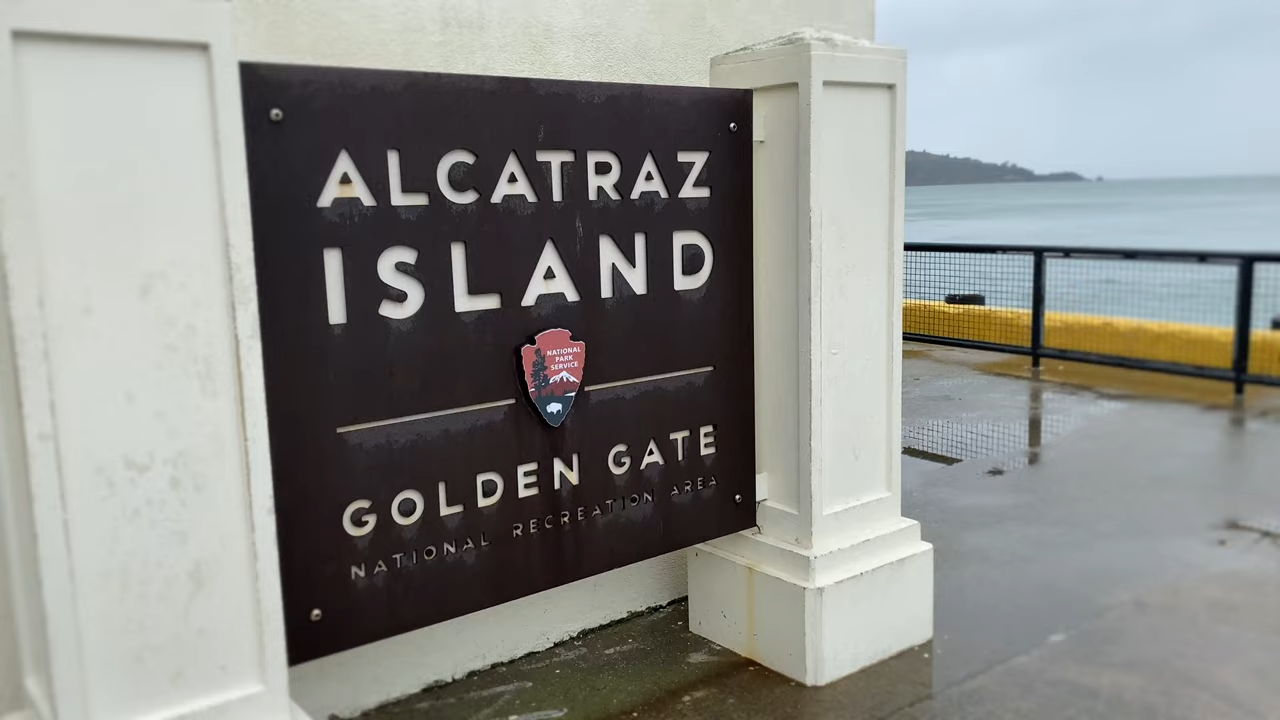 ALCATRAZ
ISLAND
NATIONAL
PARK
SERVICE
GOLDEN GATE
NATIONAL RECREATION AREA